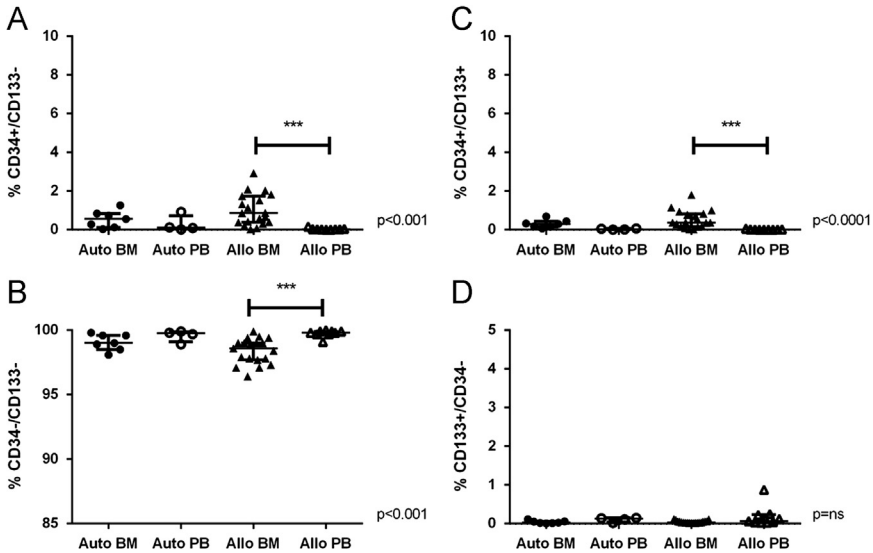 A
% CD34+/CD133-
10
8
6
4
2
0
***
Auto BM Auto PB Allo BM Allo PB
p<0.001
C
% CD34+/CD133+
10
8
6
4
2
0
***
Auto BM Auto PB Allo BM Allo PB
p<0.0001
B
% CD34-/CD133-
100
95
90
85
***
Auto BM Auto PB Allo BM Allo PB
p<0.001
D
% CD133+/CD34-
5
4
3
2
1
0
Auto BM Auto PB Allo BM Allo PB
p=ns